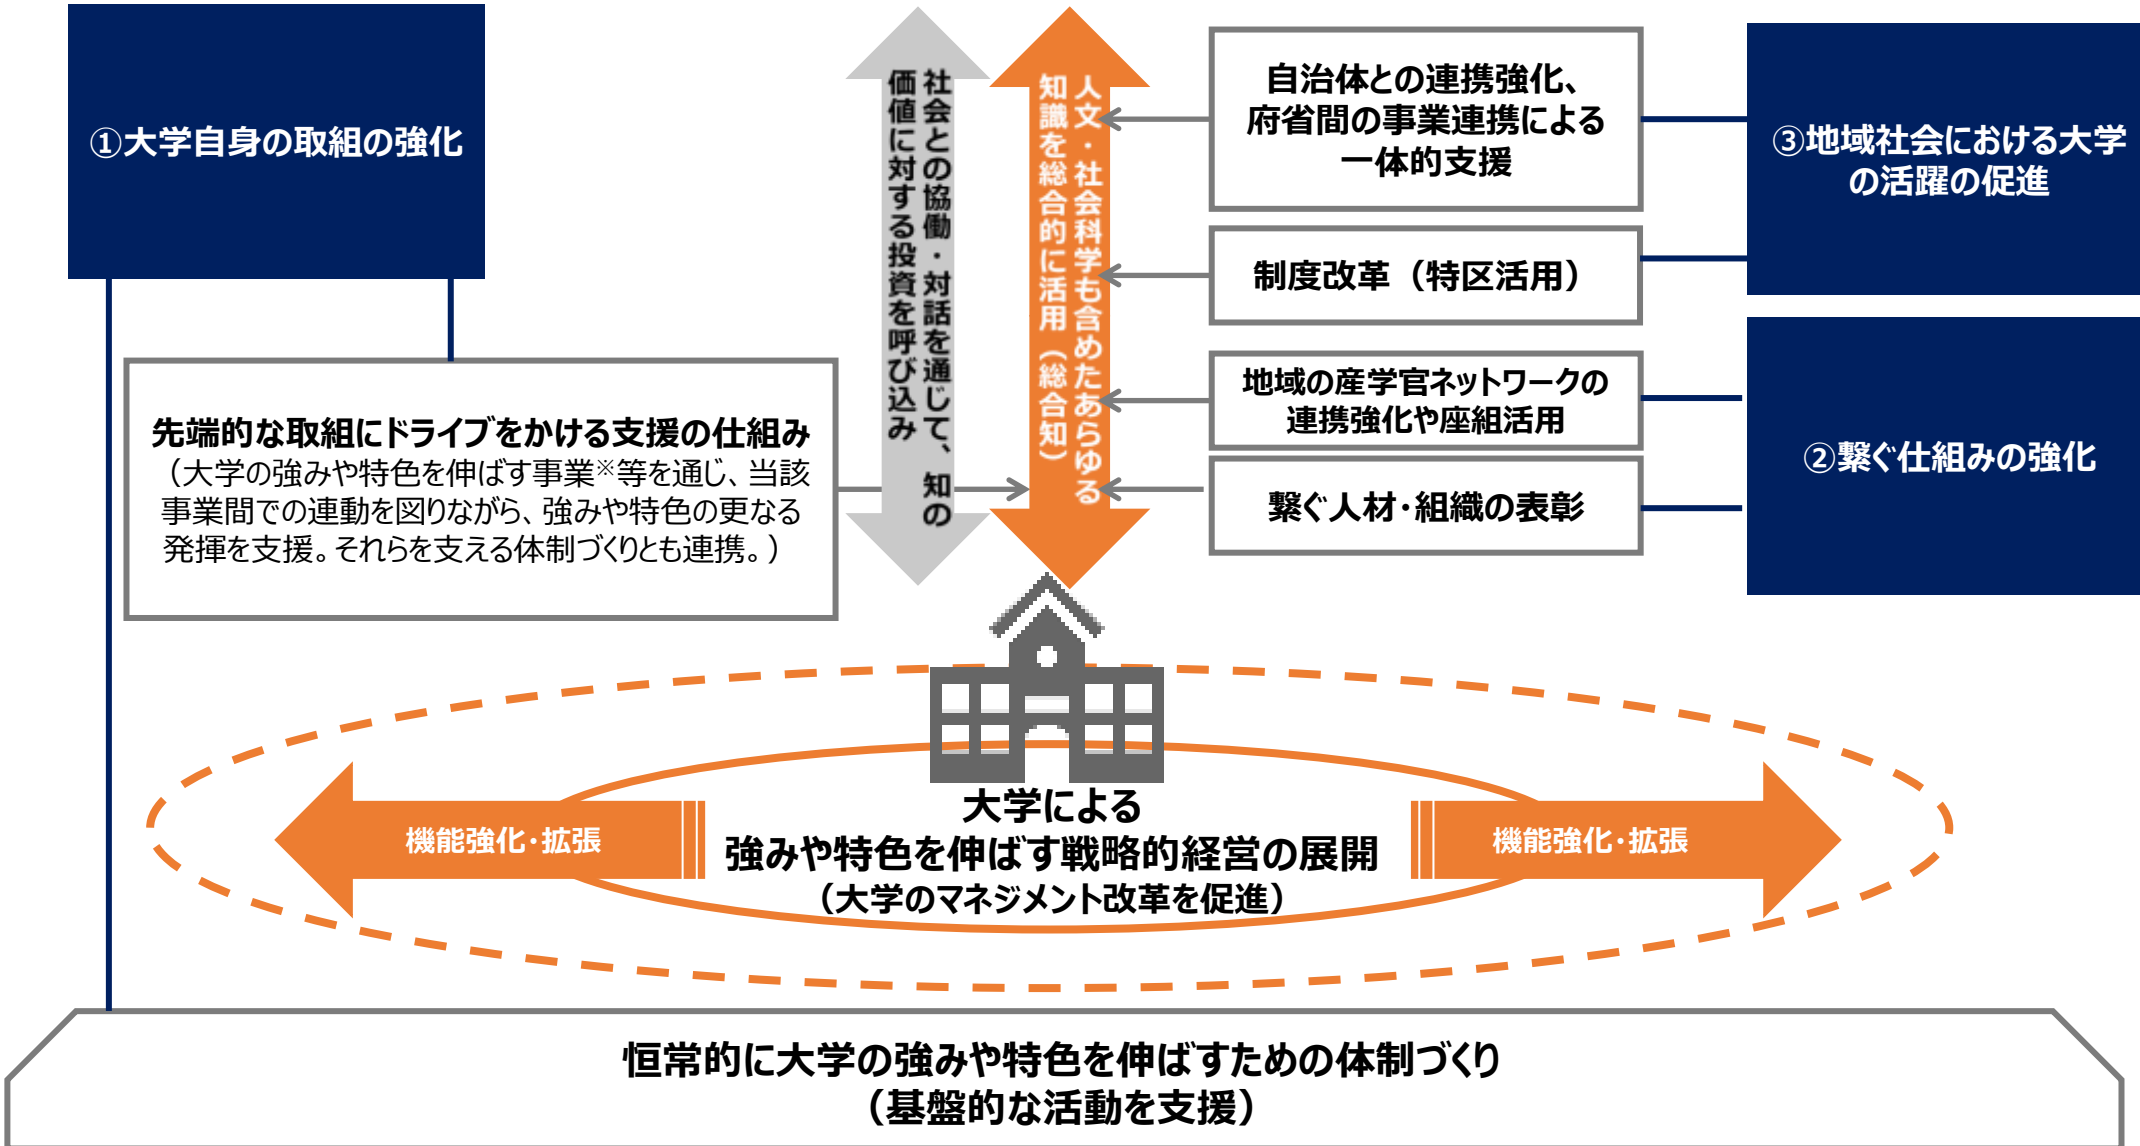 ①大学自身の取組の強化
先端的な取組にドライブをかける支援の仕組み
（大学の強みや特色を伸ばす事業※等を通じ、当該
事業間での連動を図りながら、強みや特色の更なる
発揮を支援。それらを支える体制づくりとも連携。）
社会との協働・対話を通じて、知の
価値に対する投資を呼び込み
人文・社会科学も含めたあらゆる
知識を総合的に活用（総合知）
自治体との連携強化、
府省間の事業連携による
一体的支援
制度改革（特区活用）
地域の産学官ネットワークの
連携強化や座組活用
繋ぐ人材・組織の表彰
③地域社会における大学
の活躍の促進
②繋ぐ仕組みの強化
機能強化・拡張
大学による
強みや特色を伸ばす戦略的経営の展開
（大学のマネジメント改革を促進）
機能強化・拡張
恒常的に大学の強みや特色を伸ばすための体制づくり
（基盤的な活動を支援）